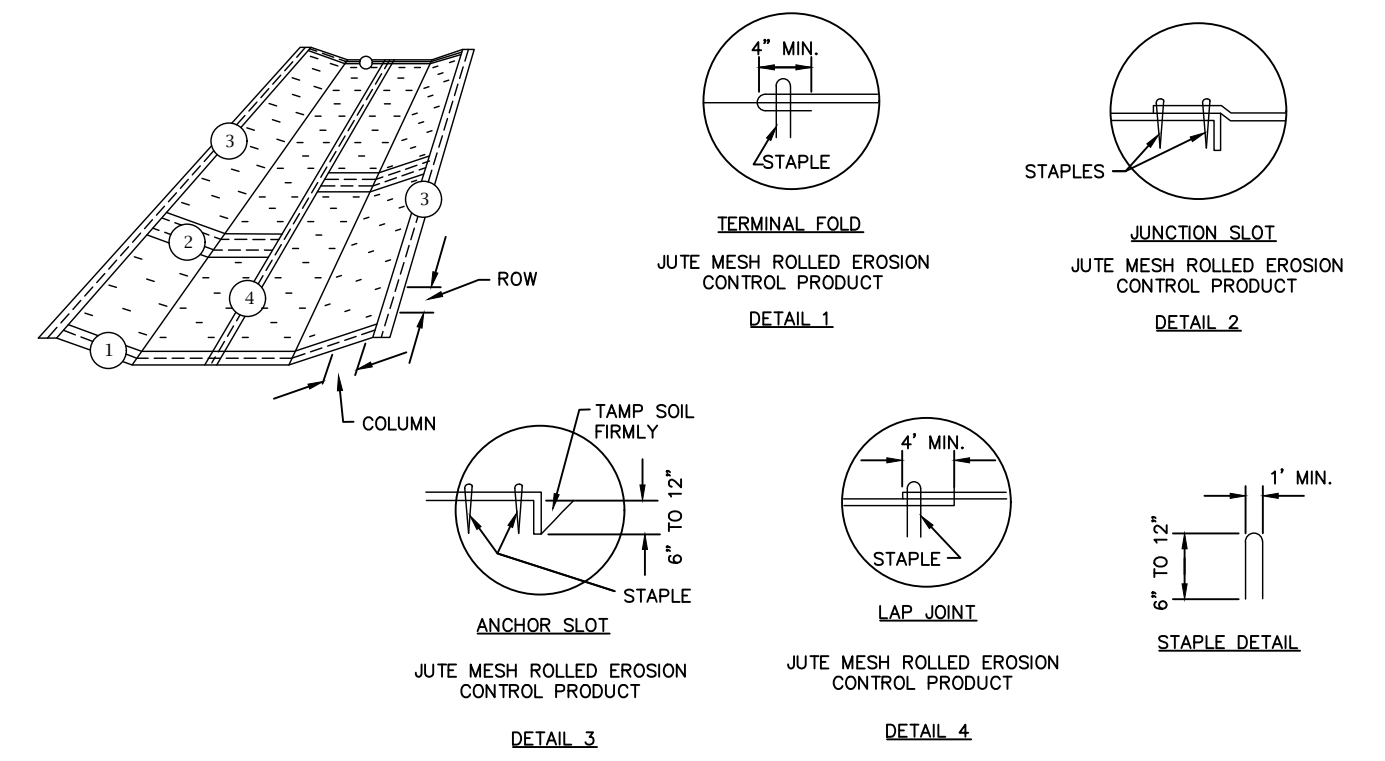 3
2
3
4
1
ROW
COLUMN
4” MIN.
STAPLE
TERMINAL FOLD
JUTE MESH ROLLED EROSION
CONTROL PRODUCT
DETAIL 1
STAPLES
JUNCTION SLOT
JUTE MESH ROLLED EROSION
CONTROL PRODUCT
DETAIL 2
TAMP SOIL
FIRMLY
6” TO 12”
STAPLE
ANCHOR SLOT
JUTE MESH ROLLED EROSION
CONTROL PRODUCT
DETAIL 3
4’ MIN.
STAPLE
LAP JOINT
JUTE MESH ROLLED EROSION
CONTROL PRODUCT
DETAIL 4
1’ MIN.
6” TO 12”
STAPLE DETAIL